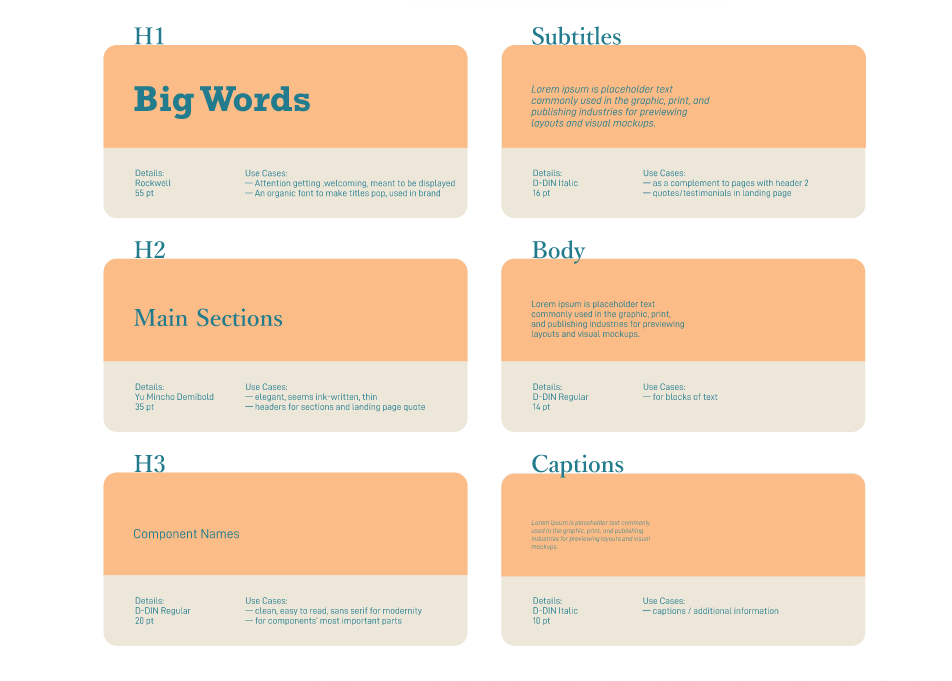 H1
Big Words
Details:
Rockwell
55 pt
Use Cases:
— Attention getting ,welcoming, meant to be displayed
— An organic font to make titles pop, used in brand
Subtitles
Lorem ipsum is placeholder text
commonly used in the graphic, print, and
publishing industries for previewing
layouts and visual mockups.
Details:
D-DIN Italic
16 pt
Use Cases:
— as a complement to pages with header 2
— quotes/testimonials in landing page
H2
Main Sections
Details:
Yu Mincho Demibold
35 pt
Use Cases:
— elegant, seems ink-written, thin
— headers for sections and landing page quote
Body
Lorem ipsum is placeholder text
commonly used in the graphic, print,
and publishing industries for previewing
layouts and visual mockups.
Details:
D-DIN Regular
14 pt
Use Cases:
— for blocks of text
H3
Component Names
Details:
D-DIN Regular
20 pt
Use Cases:
— clean, easy to read, sans serif for modernity
— for components' most important parts
Captions
Lorem ipsum is placeholder text commonly
used in the graphic, print, and publishing
industries for previewing layouts and visual
mockups.
Details:
D-DIN Italic
10 pt
Use Cases:
— captions / additional information